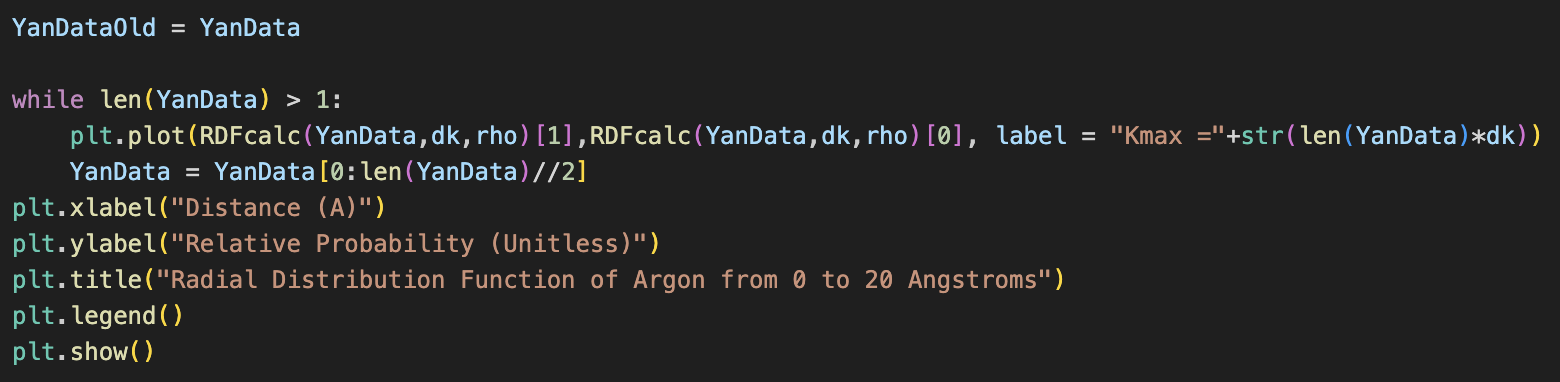 YanDataOld = YanData
while len(YanData) > 1:
    plt.plot(RDFcalc(YanData,dk,rho)[1],RDFcalc(YanData,dk,rho)[0], label = "Kmax ="+str(len(YanData)*dk))
    YanData = YanData[0:len(YanData)//2]
plt.xlabel("Distance (A)")
plt.ylabel("Relative Probability (Unitless)")
plt.title("Radial Distribution Function of Argon from 0 to 20 Angstroms")
plt.legend()
plt.show()